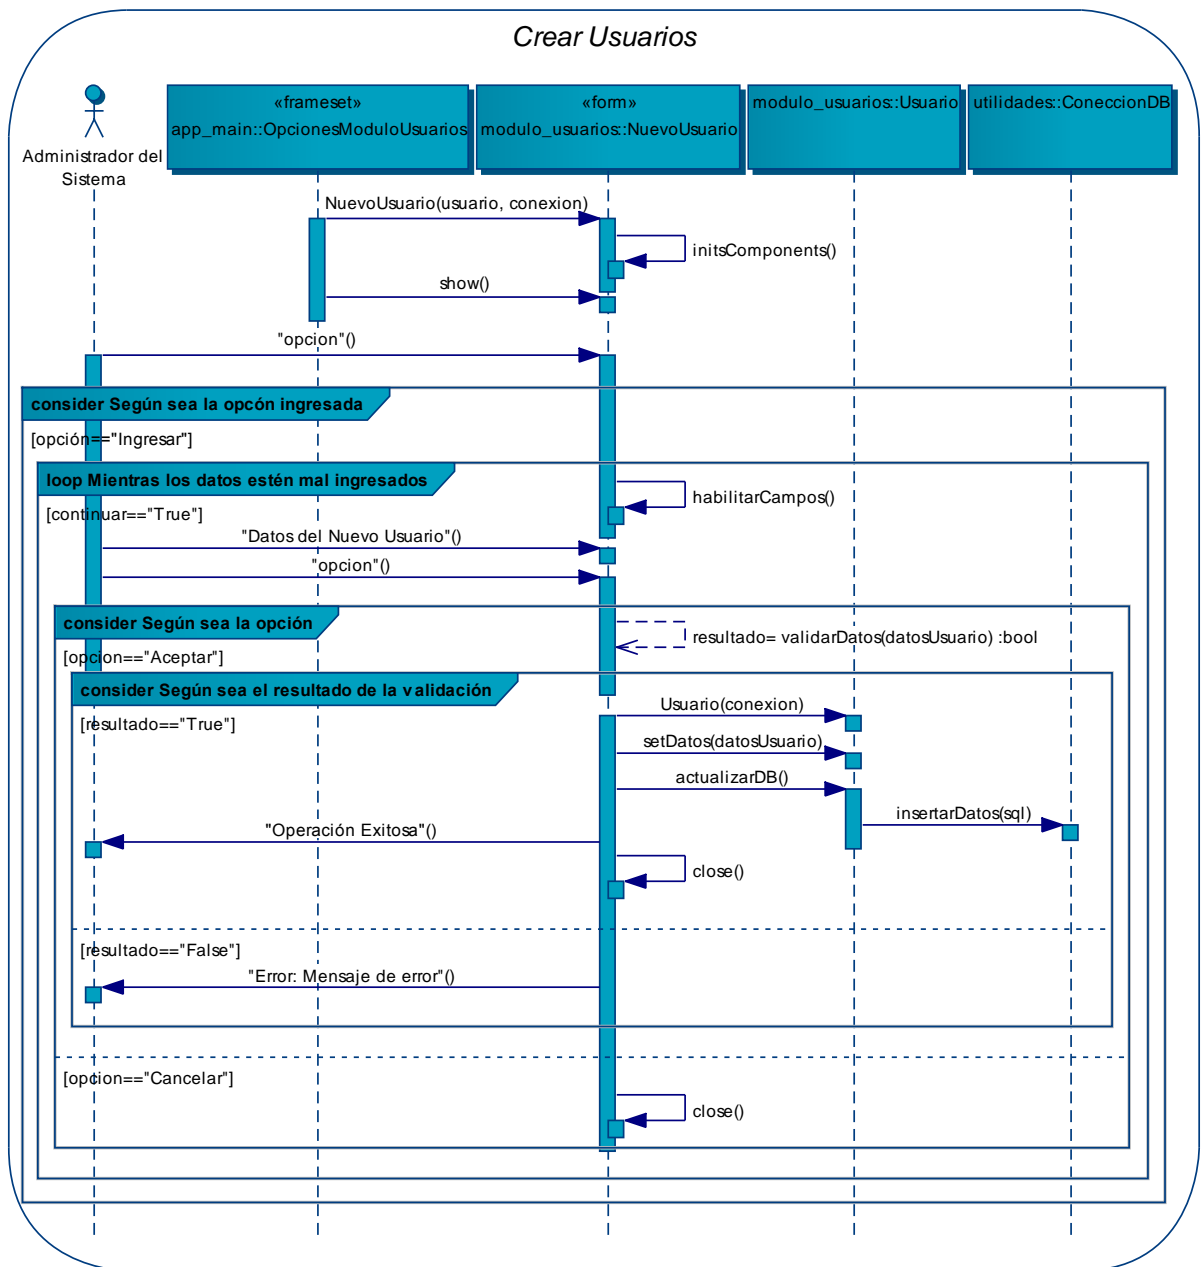 Crear Usuarios
Administrador del
Sistema
«frameset»
app_main::OpcionesModuloUsuarios
«form»
modulo_usuarios::NuevoUsuario
modulo_usuarios::Usuario
utilidades::ConeccionDB
NuevoUsuario(usuario, conexion)
initsComponents()
show()
"opcion"()
consider Según sea la opcón ingresada
[opción=="Ingresar"]
loop Mientras los datos estén mal ingresados
habilitarCampos()
[continuar=="True"]
"Datos del Nuevo Usuario"()
"opcion"()
consider Según sea la opción
resultado= validarDatos(datosUsuario) :bool
[opcion=="Aceptar"]
consider Según sea el resultado de la validación
Usuario(conexion)
[resultado=="True"]
setDatos(datosUsuario)
actualizarDB()
insertarDatos(sql)
"Operación Exitosa"()
close()
[resultado=="False"]
"Error: Mensaje de error"()
[opcion=="Cancelar"]
close()